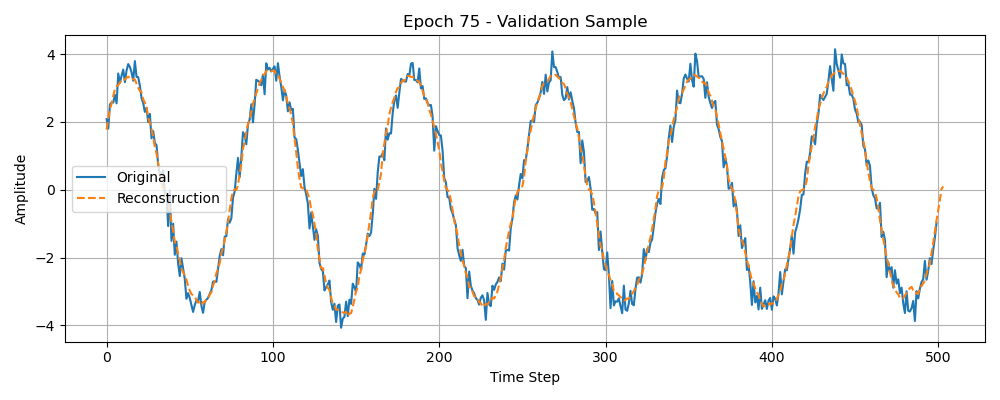 Epoch 75 - Validation Sample
Amplitude
4
2
0
−2
−4
Original
Reconstruction
0 100 200 300 400 500
Time Step